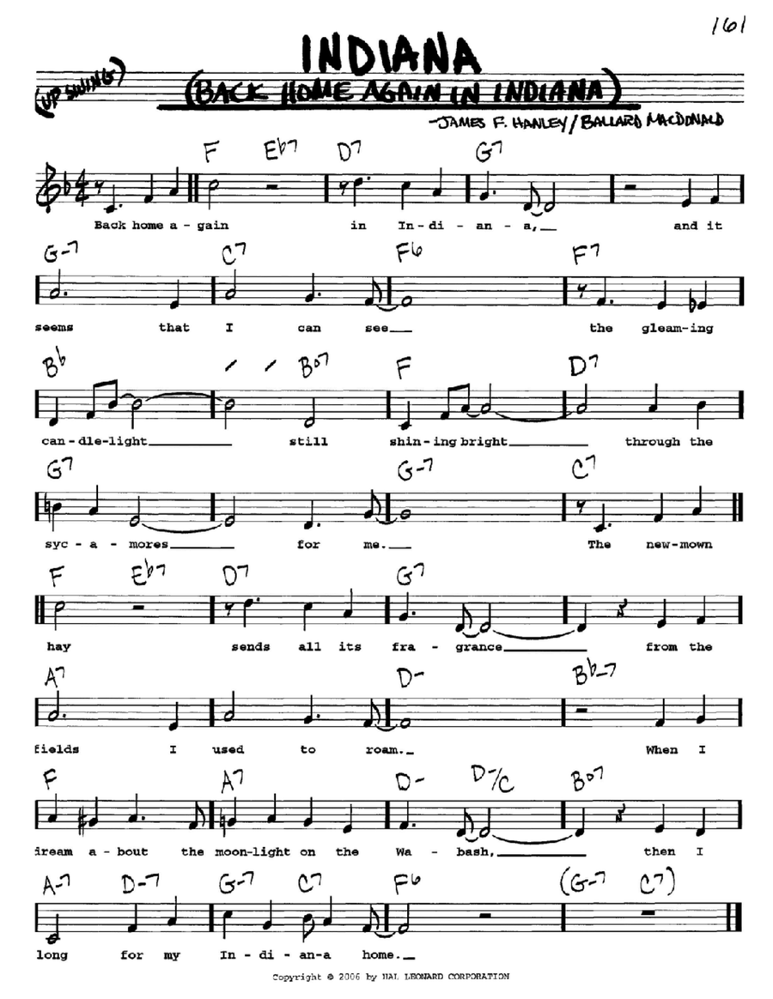 161
INDIANA
(UP SWING)
(BACK HOME AGAIN IN INDIANA)
-JAMES F. HANLEY/BALLARD MACDONALD
F Eb7 D7 G7
Back home a - gain in In - di - an - a, and it
G-7 C7 F6 F7
seems that I can see the gleam-ing
Bb / / Bo7 F D7
can - dle - light still shin - ing bright through the
G7 G-7 C7
syc - a - mores for me. The new-mown
F Eb7 D7 G7
hay sends all its fra - grance from the
A7 D- Bb-7
fields I used to roam. When I
F A7 D- D-/C Bo7
dream a - bout the moon-light on the Wa - bash, then I
A-7 D-7 G-7 C7 F6 (G-7 C7)
long for my In - di - an-a home.
Copyright © 2006 by HAL LEONARD CORPORATION